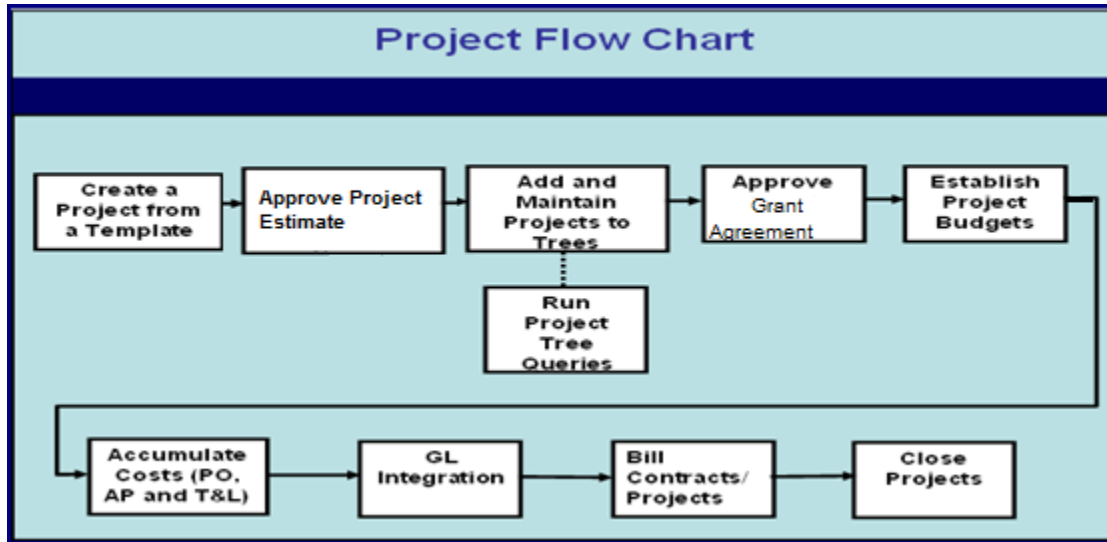 Project Flow Chart
Create a
Project from
a Template
Approve Project
Estimate
Add and
Maintain
Projects to
Trees
Approve
Grant
Agreement
Establish
Project
Budgets
Run
Project
Tree
Queries
Accumulate
Costs (PO,
AP and T&L)
GL
Integration
Bill
Contracts/
Projects
Close
Projects